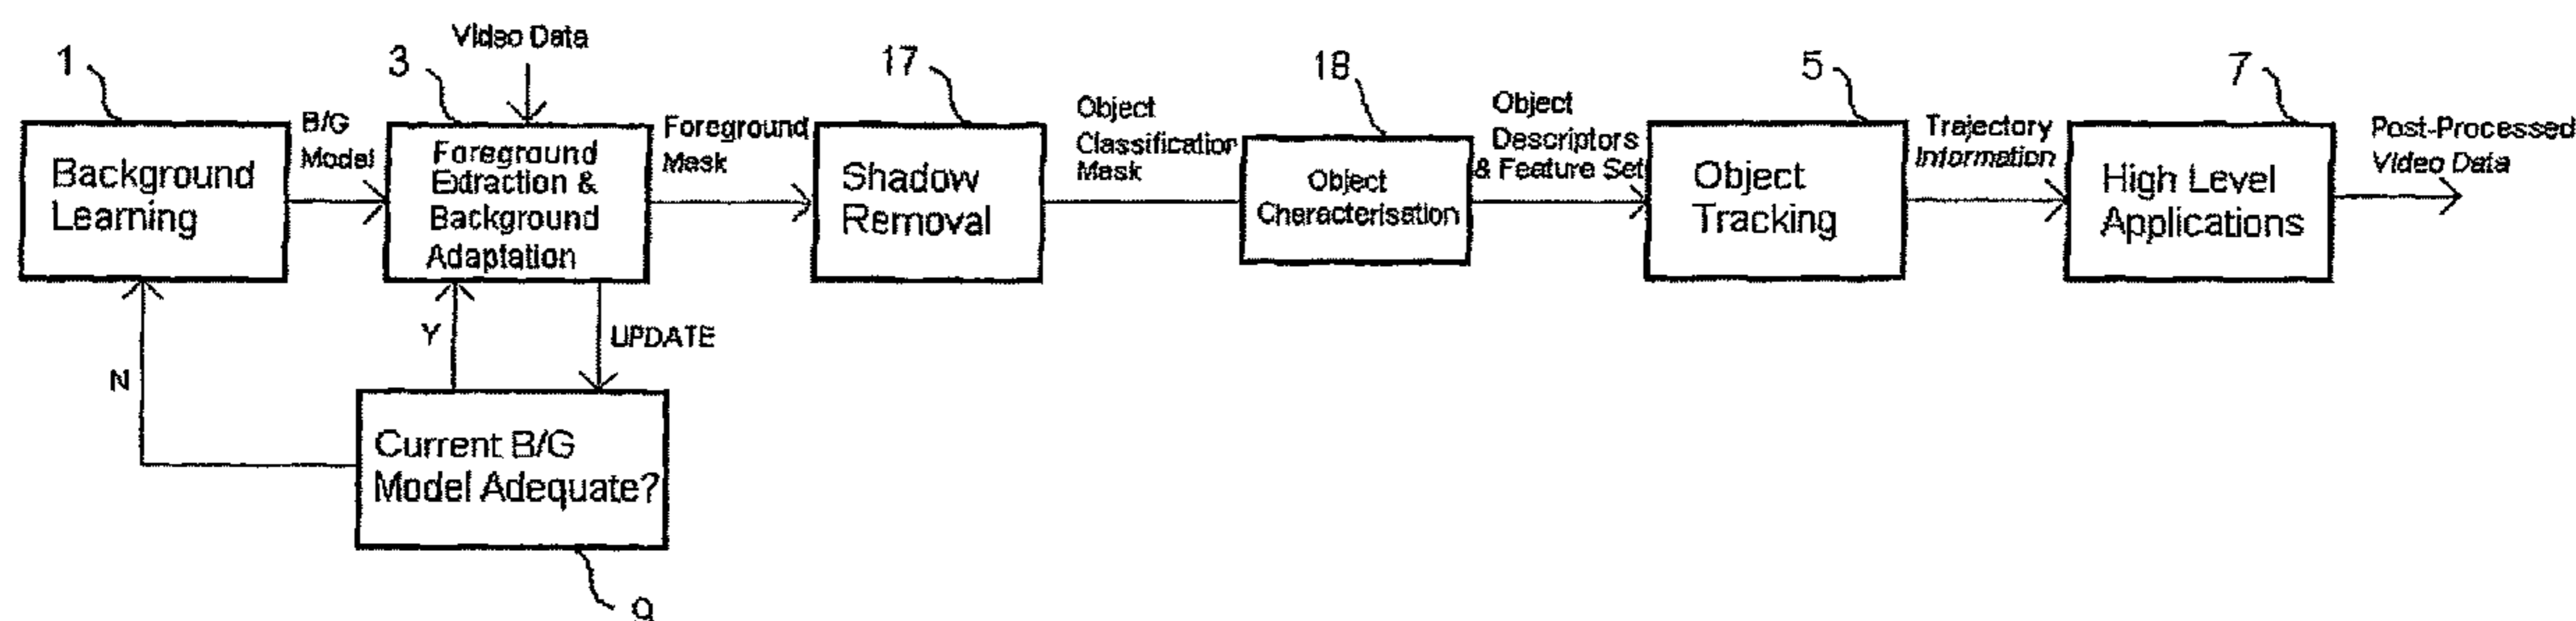 Video Data
1
3
17
18
5
7
Background
Learning
B/G
Model
Foreground
Extraction &
Background
Adaptation
Foreground
Mask
Shadow
Removal
Object
Classification
Mask
Object
Characterisation
Object
Descriptors
& Feature Set
Object
Tracking
Trajectory
Information
High Level
Applications
Post-Processed
Video Data
N
Y
UPDATE
Current B/G
Model Adequate?
9